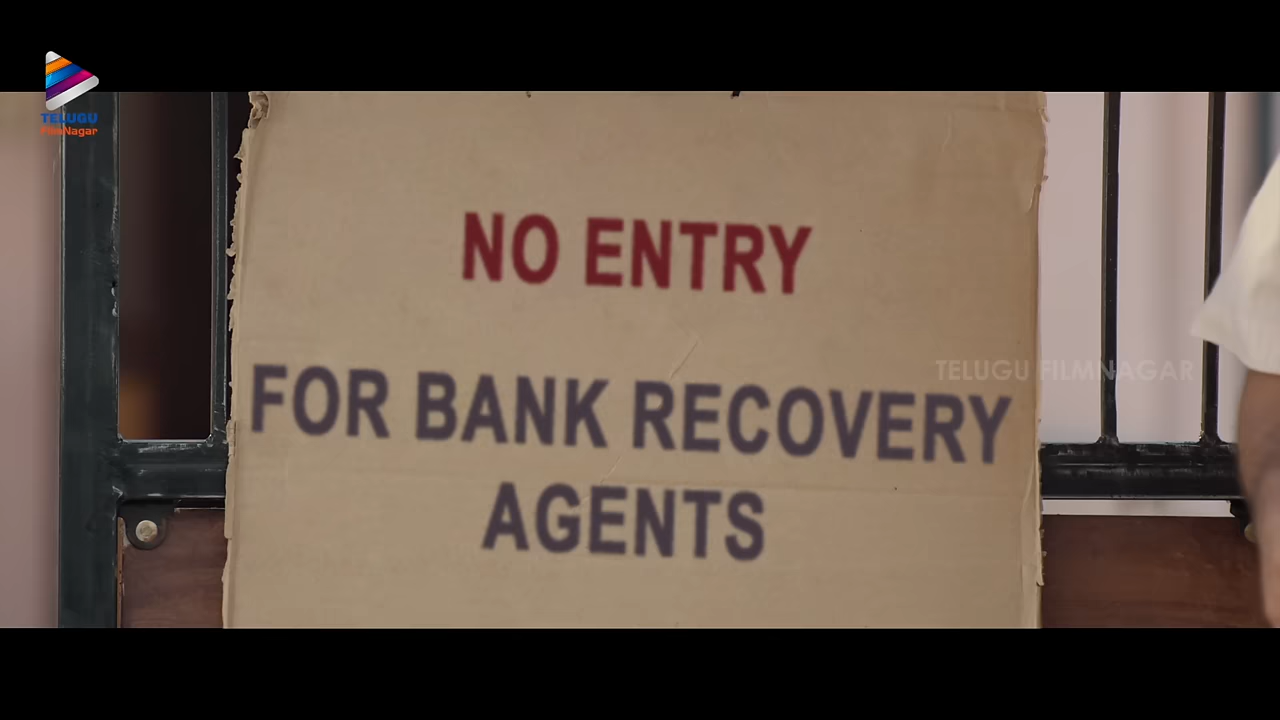 TELUGU
FilmNagar
NO ENTRY
FOR BANK RECOVERY
AGENTS
TELUGU FILMNAGAR